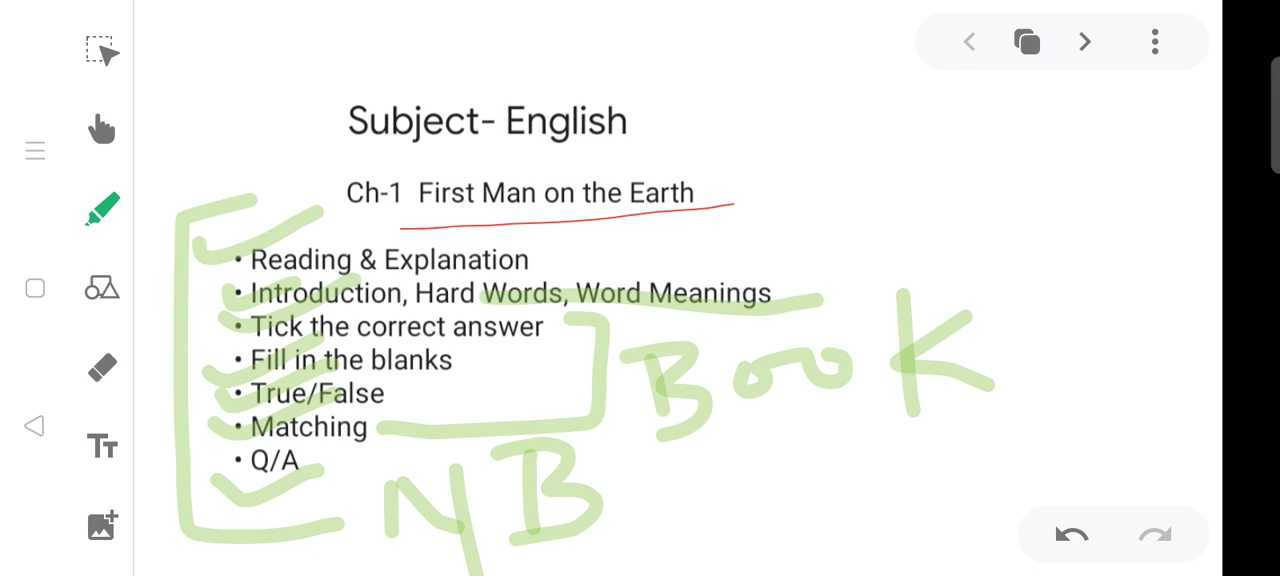 Subject- English
Ch-1 First Man on the Earth
• Reading & Explanation
• Introduction, Hard Words, Word Meanings
• Tick the correct answer
• Fill in the blanks
• True/False
• Matching
• Q/A
BOOK
NB
Tt